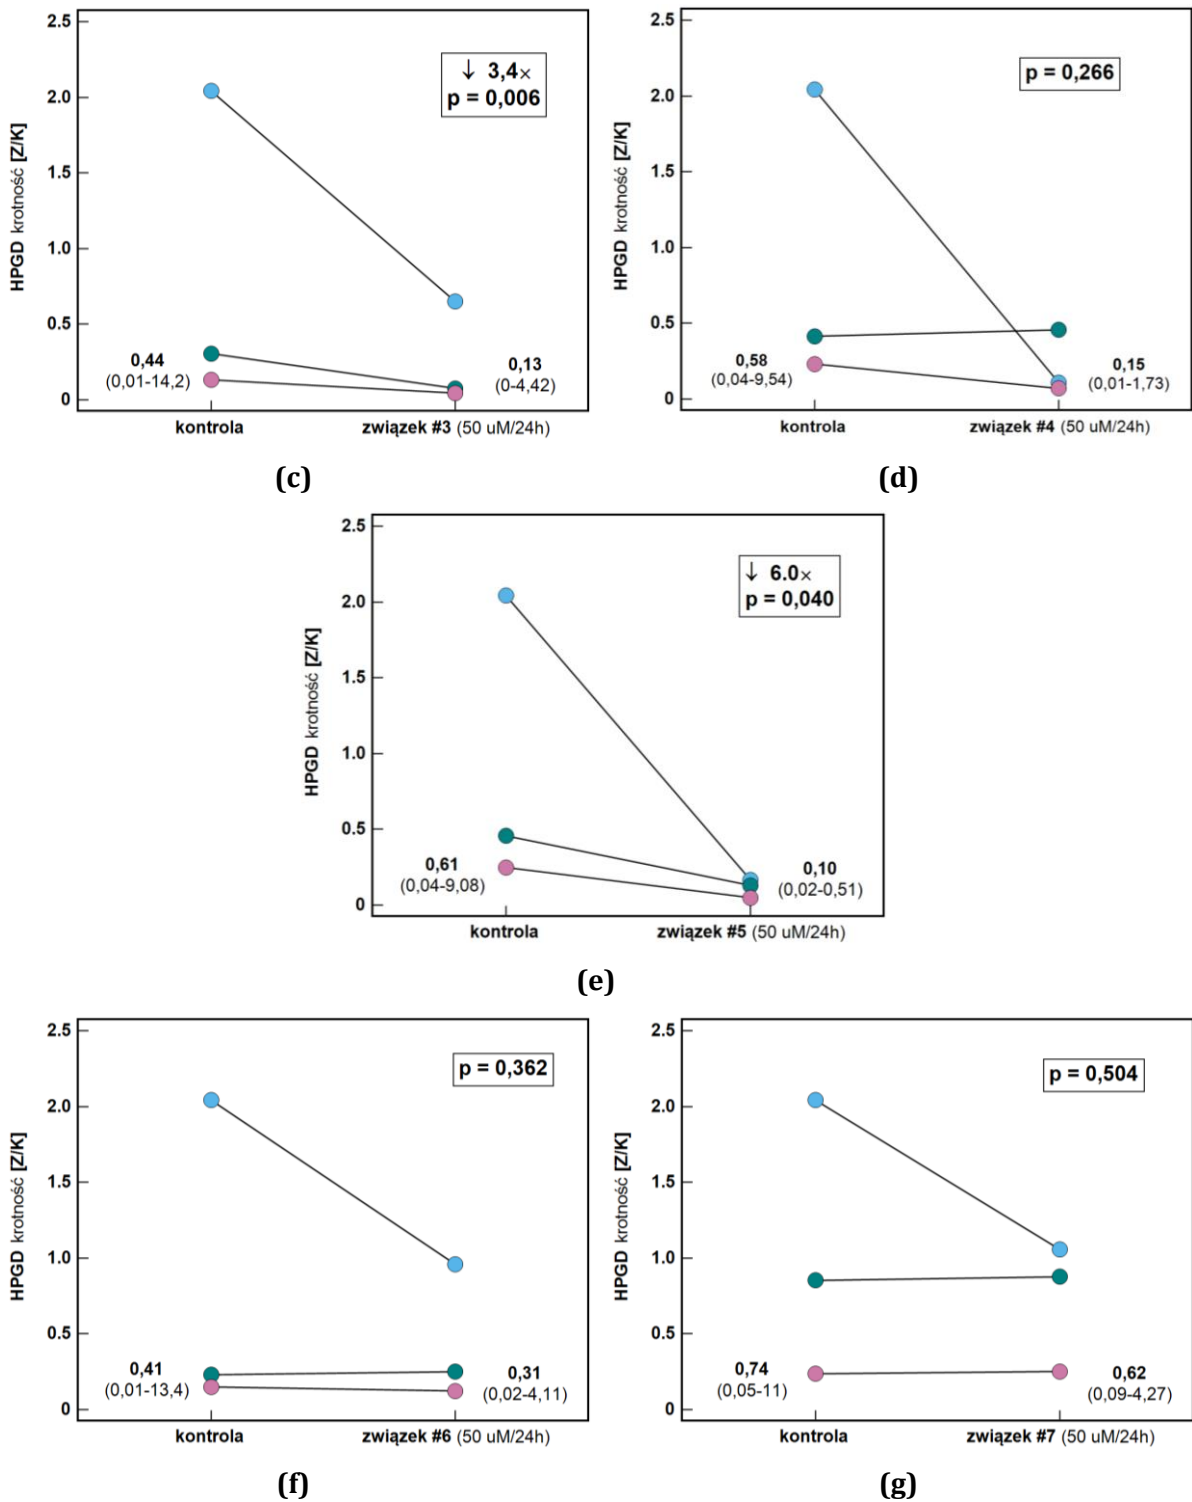 2.5
2.0
1.5
1.0
0.5
0
HPGD krotność [Z/K]
↓ 3,4×
p = 0,006
0,44
(0,01-14,2)
0,13
(0-4,42)
kontrola
związek #3 (50 uM/24h)
(c)
2.5
2.0
1.5
1.0
0.5
0
HPGD krotność [Z/K]
p = 0,266
0,58
(0,04-9,54)
0,15
(0,01-1,73)
kontrola
związek #4 (50 uM/24h)
(d)
2.5
2.0
1.5
1.0
0.5
0
HPGD krotność [Z/K]
↓ 6.0×
p = 0,040
0,61
(0,04-9,08)
0,10
(0,02-0,51)
kontrola
związek #5 (50 uM/24h)
(e)
2.5
2.0
1.5
1.0
0.5
0
HPGD krotność [Z/K]
p = 0,362
0,41
(0,01-13,4)
0,31
(0,02-4,11)
kontrola
związek #6 (50 uM/24h)
(f)
2.5
2.0
1.5
1.0
0.5
0
HPGD krotność [Z/K]
p = 0,504
0,74
(0,05-11)
0,62
(0,09-4,27)
kontrola
związek #7 (50 uM/24h)
(g)